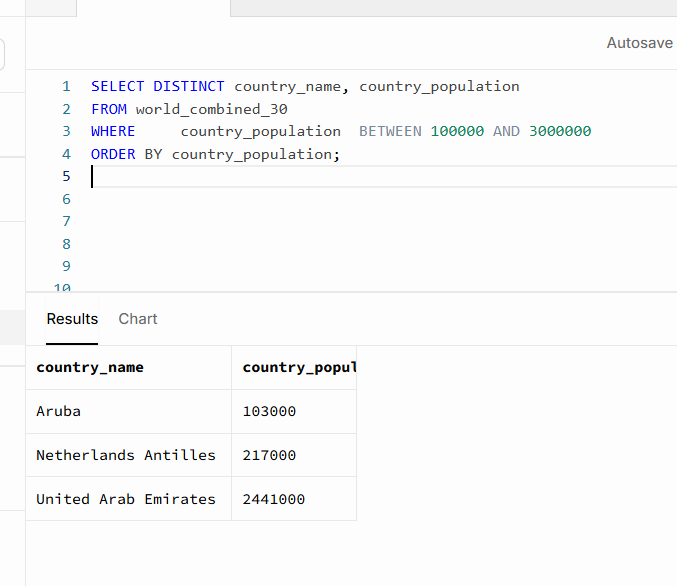 Autosave
1 SELECT DISTINCT country_name, country_population
2 FROM world_combined_30
3 WHERE     country_population  BETWEEN 100000 AND 3000000
4 ORDER BY country_population;
5
6
7
8
9
10
Results Chart
country_name country_popul
Aruba 103000
Netherlands Antilles 217000
United Arab Emirates 2441000